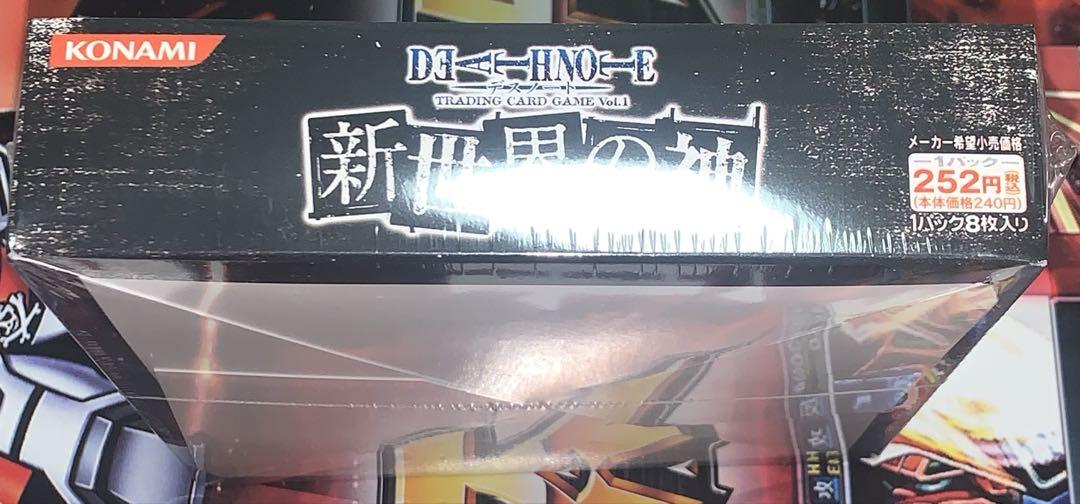 KONAMI
DEATH NOTE
デスノート
TRADING CARD GAME Vol.1
新世界の神
メーカー希望小売価格
1パック
252円 税込
(本体価格240円)
1パック8枚入り